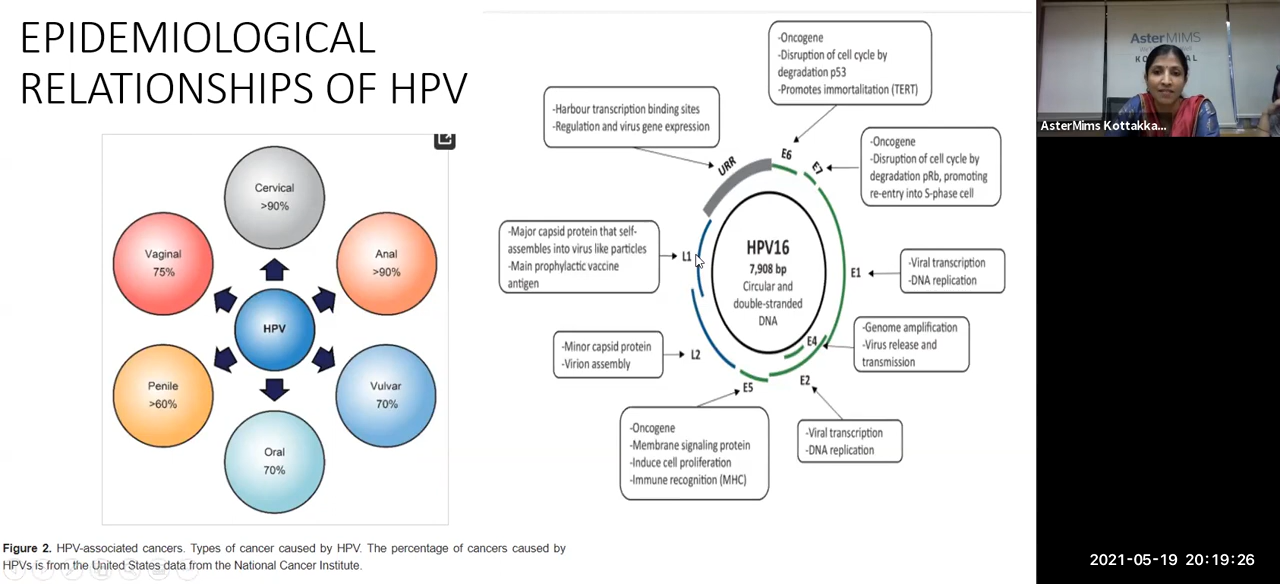 EPIDEMIOLOGICAL
RELATIONSHIPS OF HPV
Cervical
>90%
Vaginal
75%
Anal
>90%
HPV
Penile
>60%
Vulvar
70%
Oral
70%
Figure 2. HPV-associated cancers. Types of cancer caused by HPV. The percentage of cancers caused by
HPVs is from the United States data from the National Cancer Institute.
-Oncogene
-Disruption of cell cycle by
degradation p53
-Promotes immortalitation (TERT)
-Harbour transcription binding sites
-Regulation and virus gene expression
URR
E6
E7
-Oncogene
-Disruption of cell cycle by
degradation pRb, promoting
re-entry into S-phase cell
-Major capsid protein that self-
assembles into virus like particles
-Main prophylactic vaccine
antigen
L1
HPV16
7,908 bp
Circular and
double-stranded
DNA
E1
-Viral transcription
-DNA replication
-Genome amplification
-Virus release and
transmission
E4
-Minor capsid protein
-Virion assembly
L2
E5
E2
-Oncogene
-Membrane signaling protein
-Induce cell proliferation
-Immune recognition (MHC)
-Viral transcription
-DNA replication
AsterMIMS
AsterMims Kottakka...
2021-05-19 20:19:26